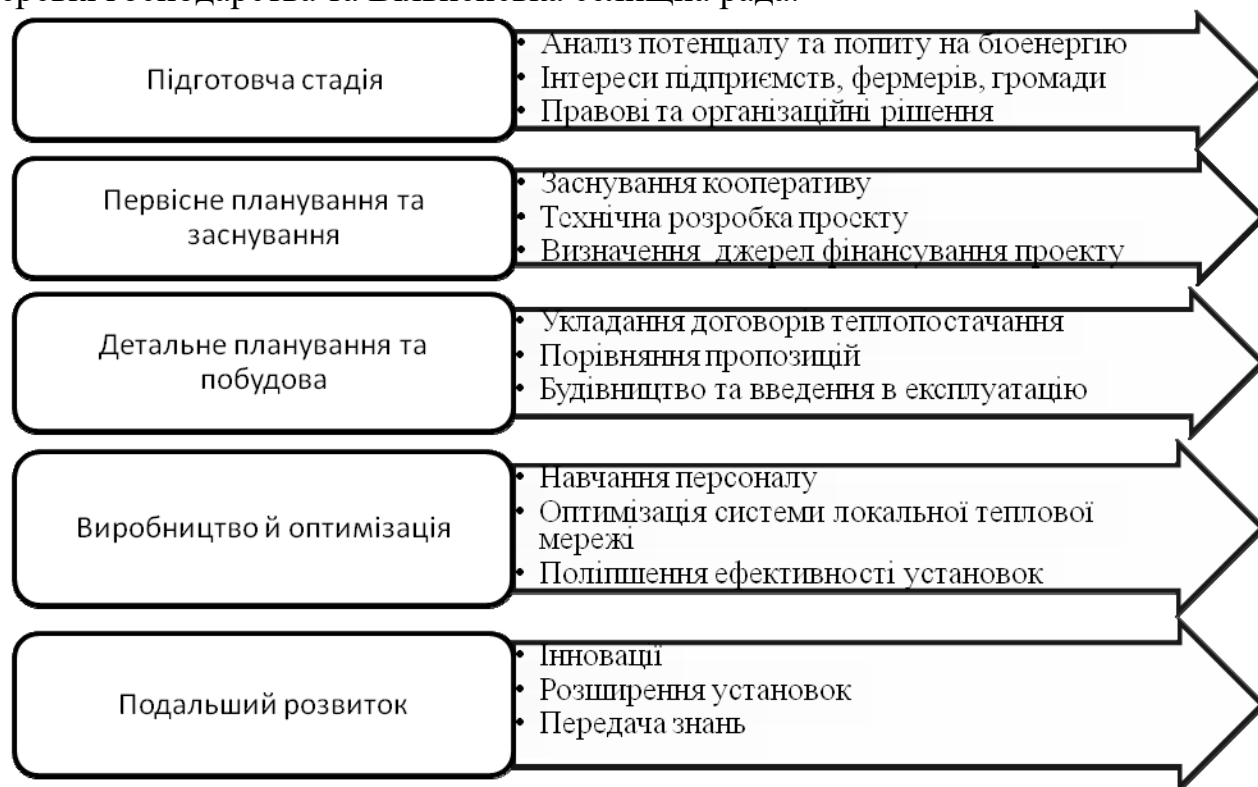 господарства та
рада.
Підготовча стадія
• Аналіз потенціалу та попиту на біоенергію
• Інтереси підприємств, фермерів, громади
• Правові та організаційні рішення
Первісне планування та
заснування
• Заснування кооперативу
• Технічна розробка проекту
• Визначення джерел фінансування проекту
Детальне планування та
побудова
• Укладання договорів теплопостачання
• Порівняння пропозицій
• Будівництво та введення в експлуатацію
Виробництво й оптимізація
• Навчання персоналу
• Оптимізація системи локальної теплової
мережі
• Поліпшення ефективності установок
Подальший розвиток
• Інновації
• Розширення установок
• Передача знань